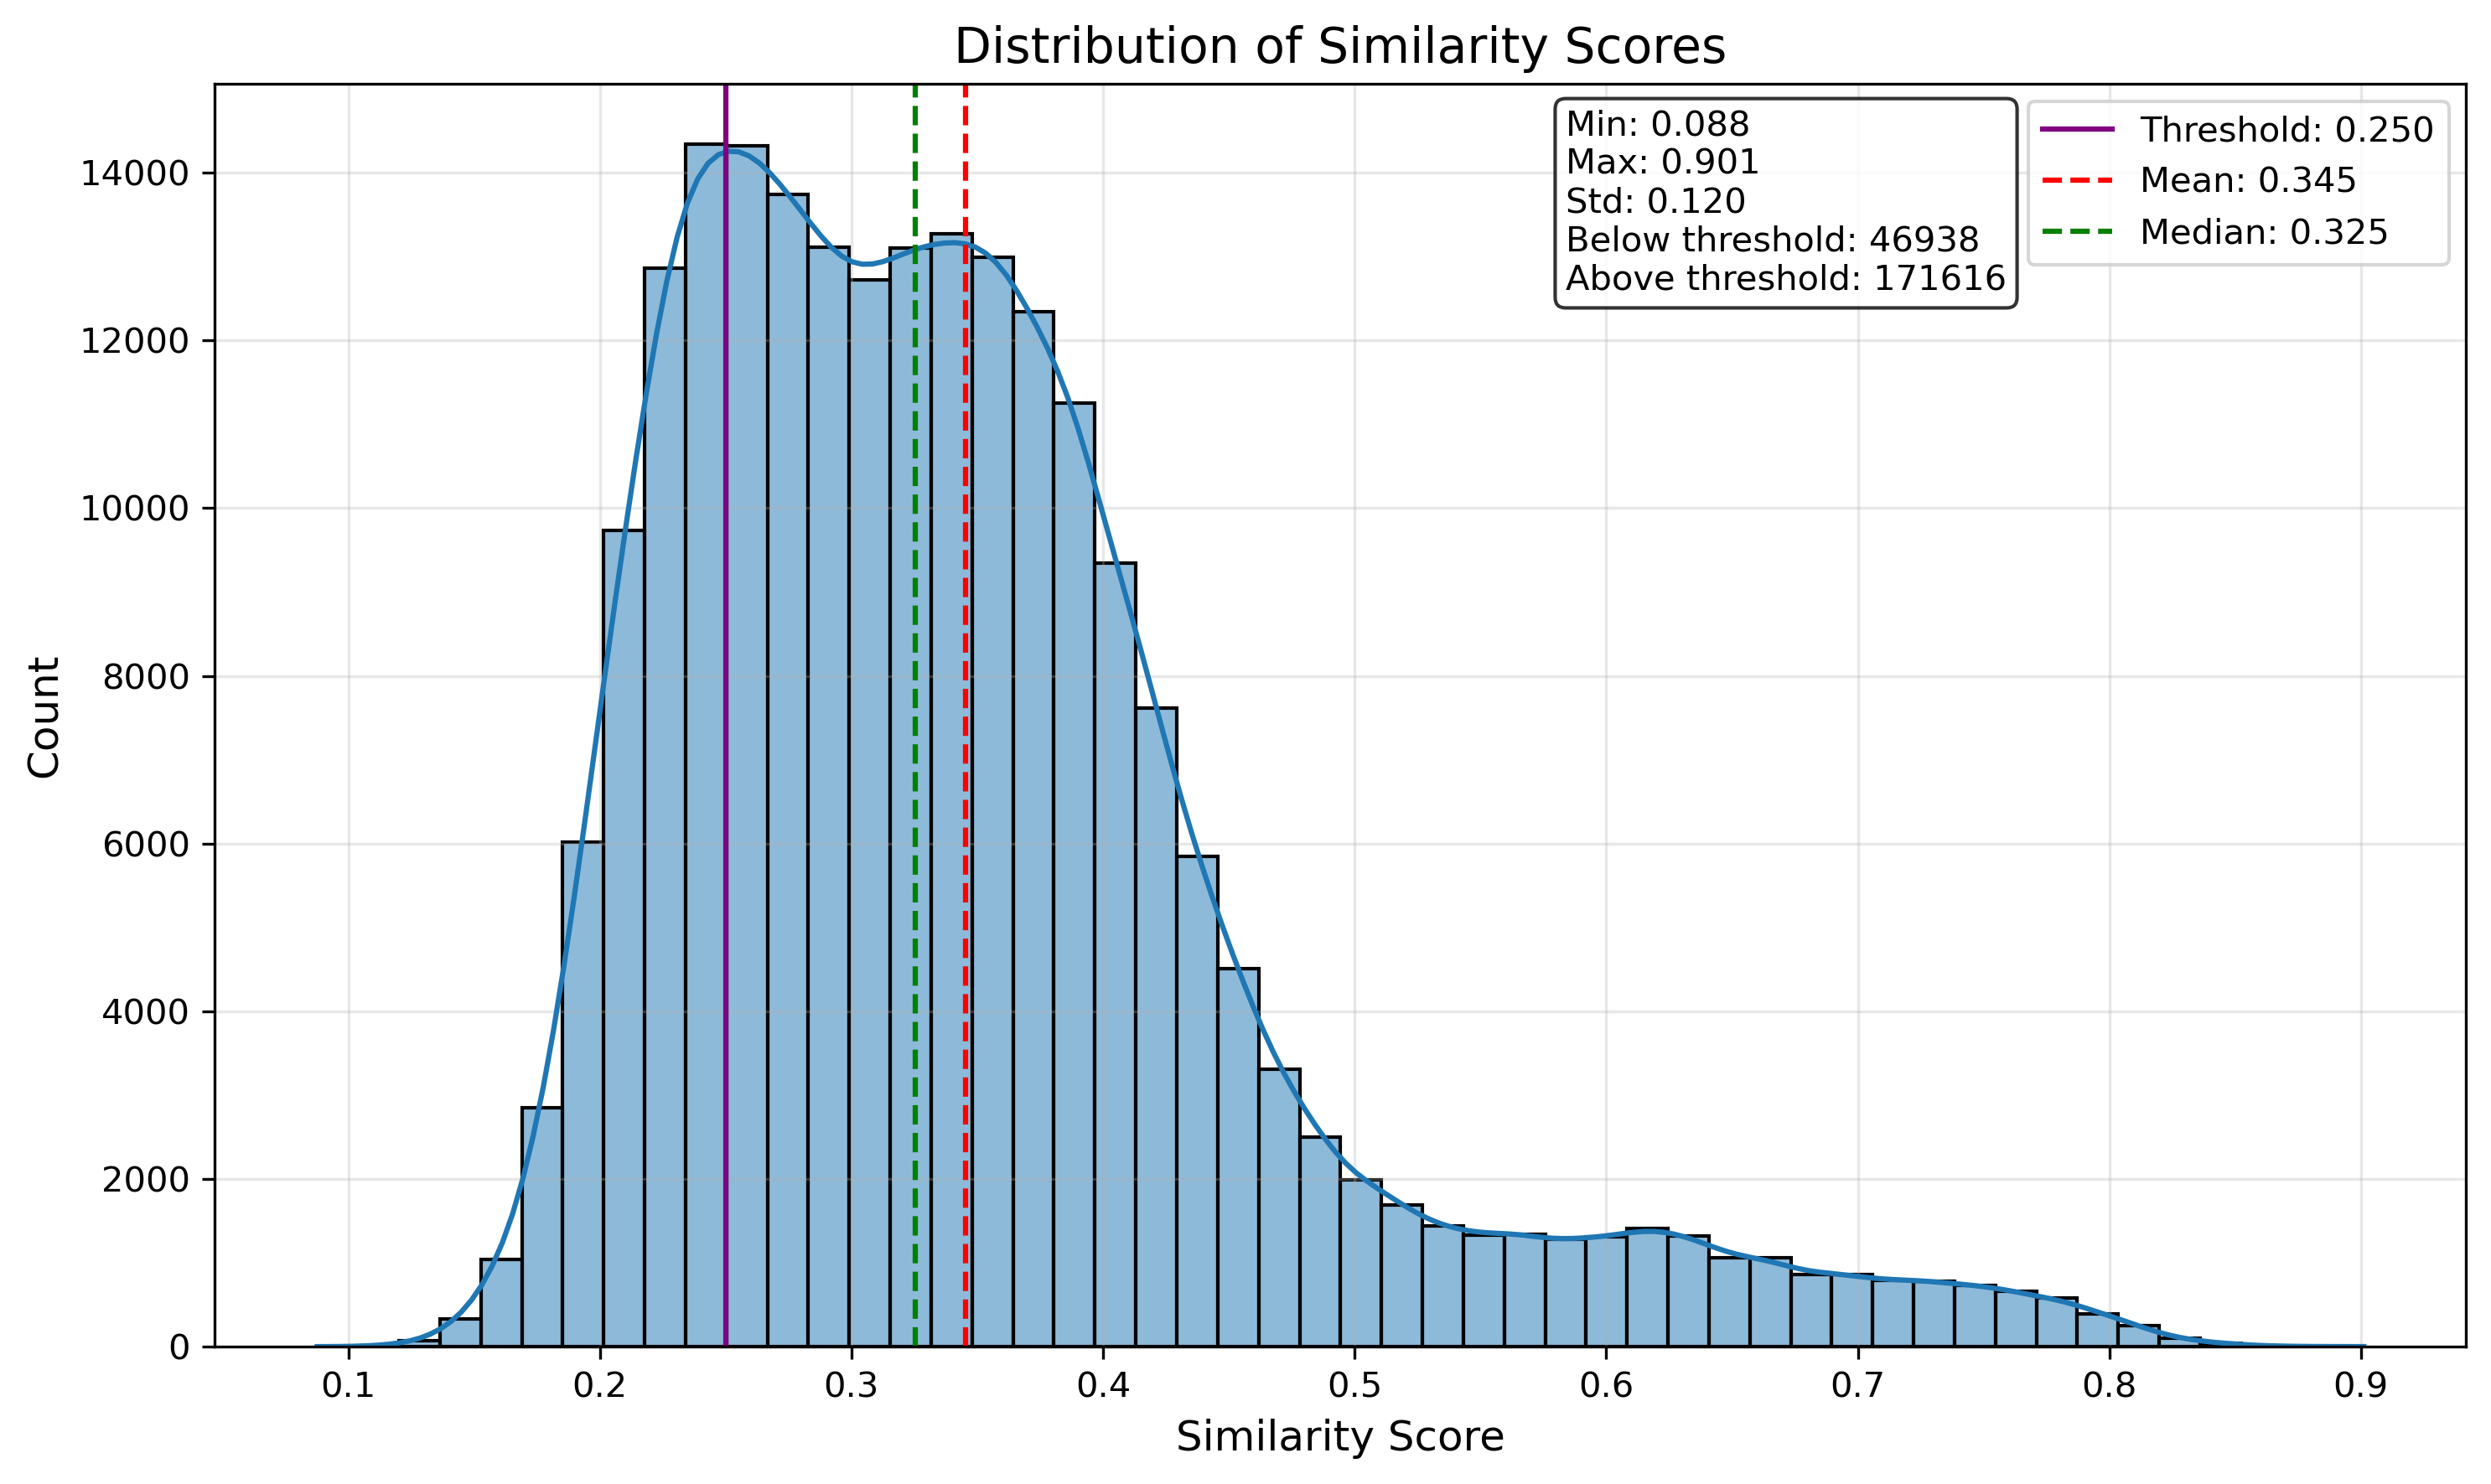 Distribution of Similarity Scores
Min: 0.088
Max: 0.901
Std: 0.120
Below threshold: 46938
Above threshold: 171616
Threshold: 0.250
Mean: 0.345
Median: 0.325
Count
14000
12000
10000
8000
6000
4000
2000
0
0.1 0.2 0.3 0.4 0.5 0.6 0.7 0.8 0.9
Similarity Score